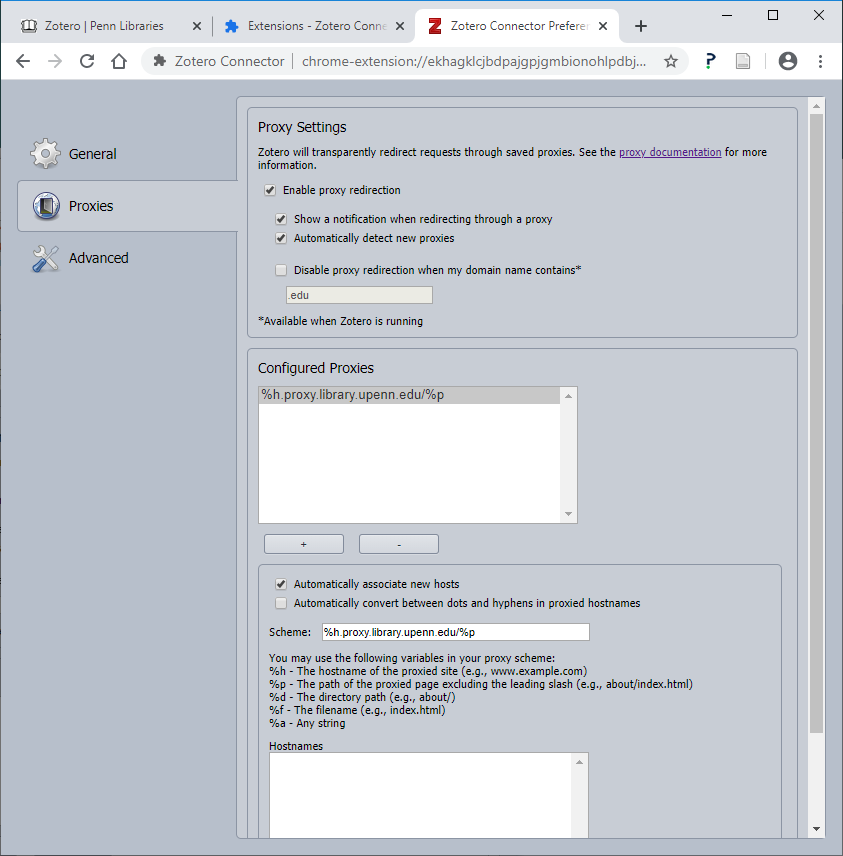 Zotero | Penn Libraries
Extensions - Zotero Conne
Zotero Connector Preferen
Zotero Connector
chrome-extension://ekhagklcjbdpajgpjgmbionohlpdbj...
?
General
Proxies
Advanced
Proxy Settings
Zotero will transparently redirect requests through saved proxies. See the proxy documentation for more
information.
Enable proxy redirection
Show a notification when redirecting through a proxy
Automatically detect new proxies
Disable proxy redirection when my domain name contains*
.edu
*Available when Zotero is running
Configured Proxies
%h.proxy.library.upenn.edu/%p
+
-
Automatically associate new hosts
Automatically convert between dots and hyphens in proxied hostnames
Scheme: %h.proxy.library.upenn.edu/%p
You may use the following variables in your proxy scheme:
%h - The hostname of the proxied site (e.g., www.example.com)
%p - The path of the proxied page excluding the leading slash (e.g., about/index.html)
%d - The directory path (e.g., about/)
%f - The filename (e.g., index.html)
%a - Any string
Hostnames